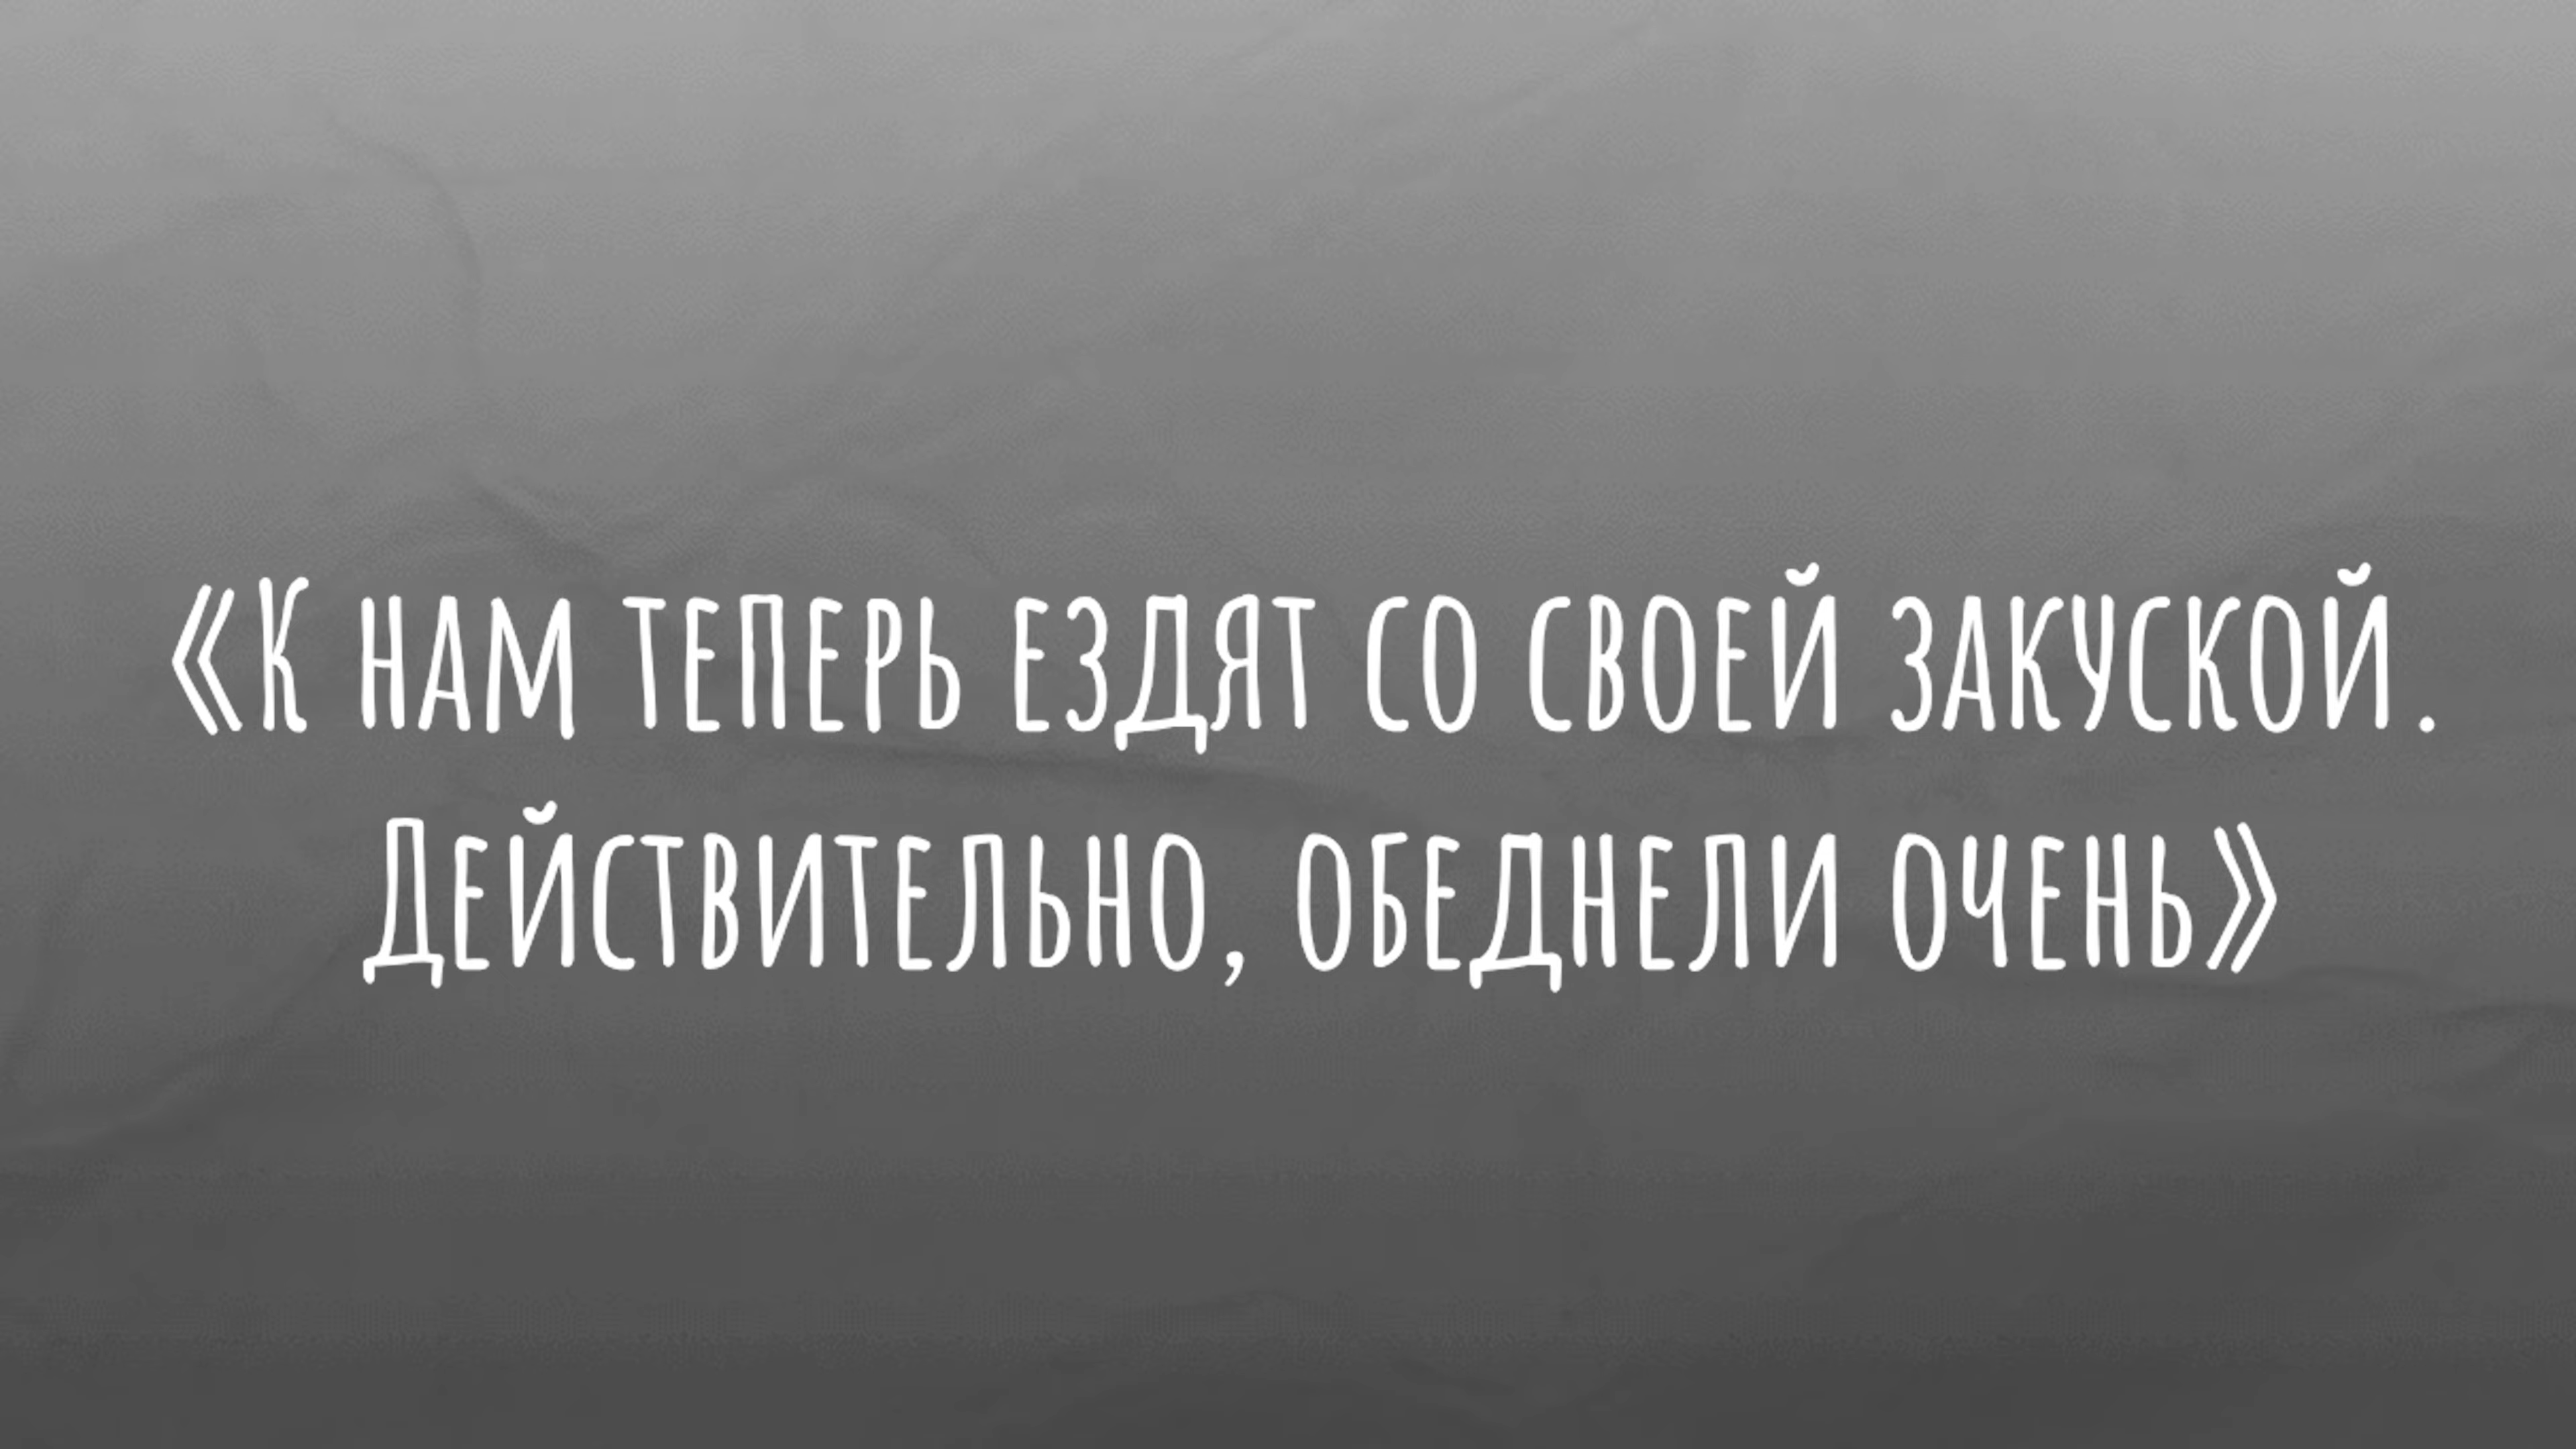 «К нам теперь ездят со своей закуской.
Действительно, обеднели очень»